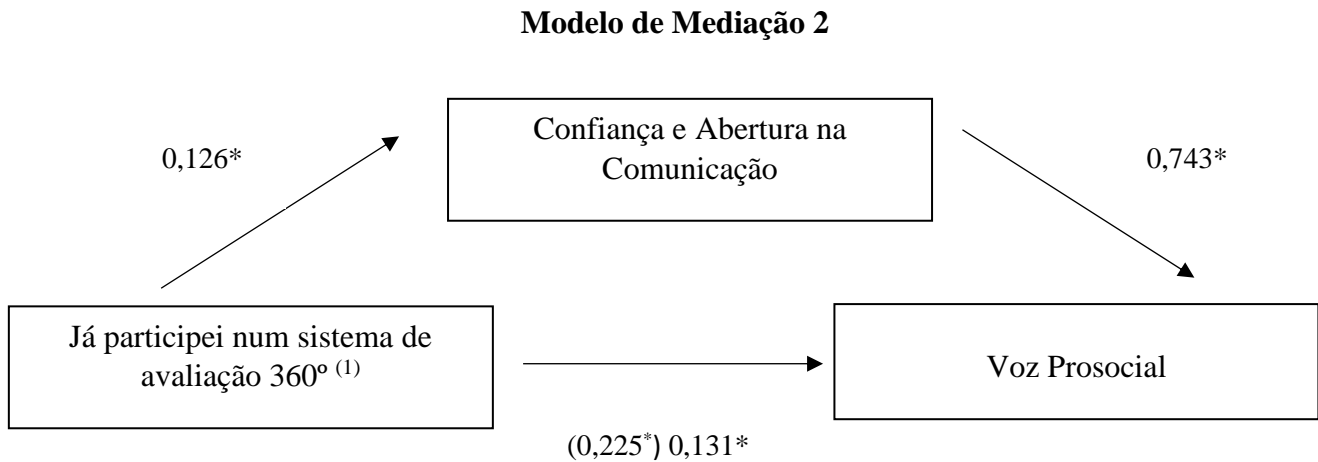 Modelo de Mediação 2
Confiança e Abertura na
Comunicação
0,126*
0,743*
Já participei num sistema de
avaliação 360º (1)
Voz Prosocial
(0,225*) 0,131*